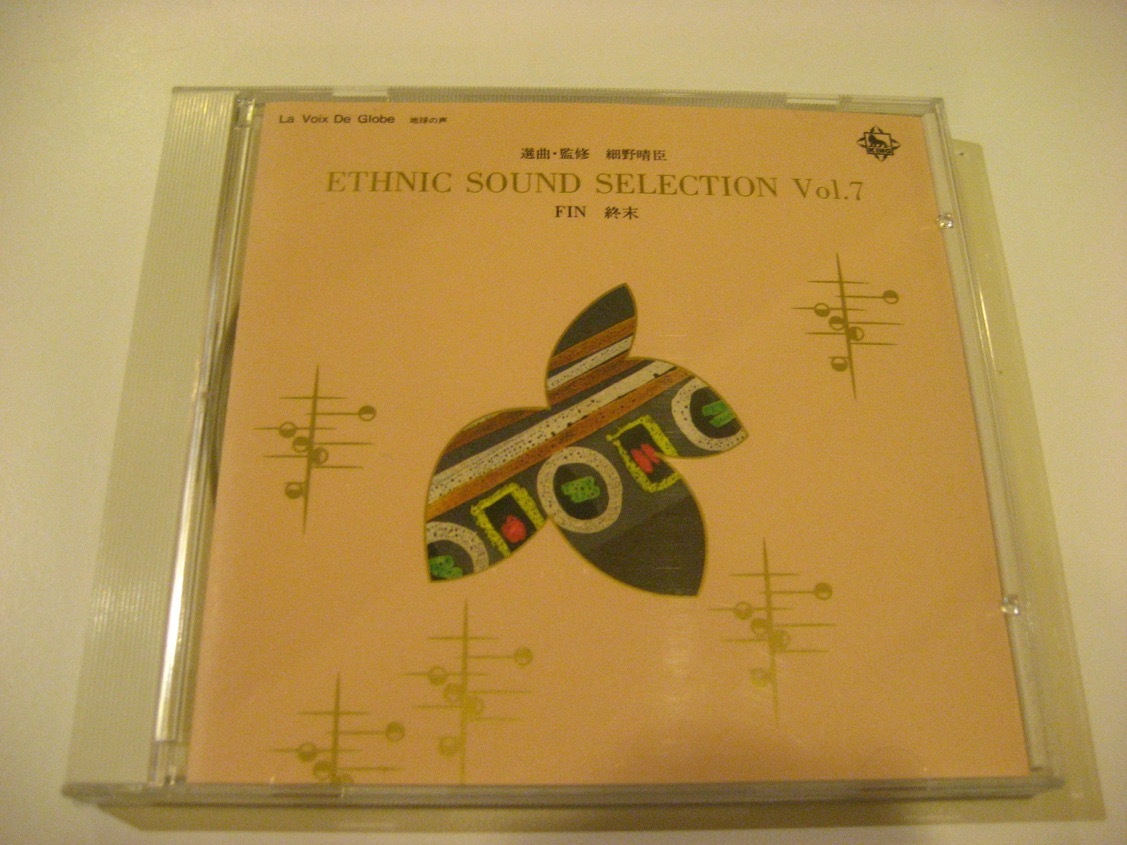 La Voix De Globe 地球の声
選曲・監修 細野晴臣
ETHNIC SOUND SELECTION Vol.7
FIN 終末